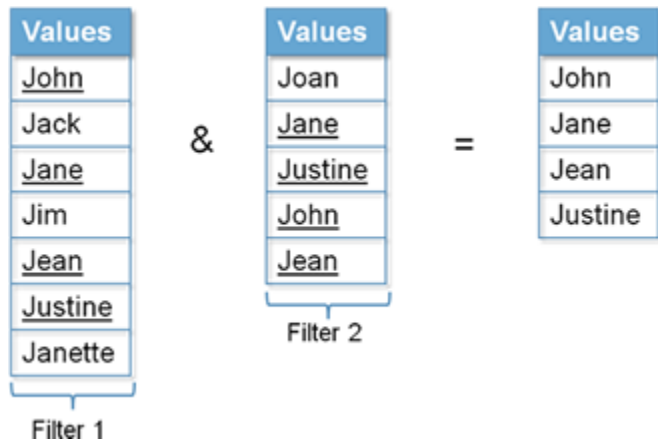 Values
John
Jack
Jane
Jim
Jean
Justine
Janette
Filter 1
&
Values
Joan
Jane
Justine
John
Jean
Filter 2
=
Values
John
Jane
Jean
Justine